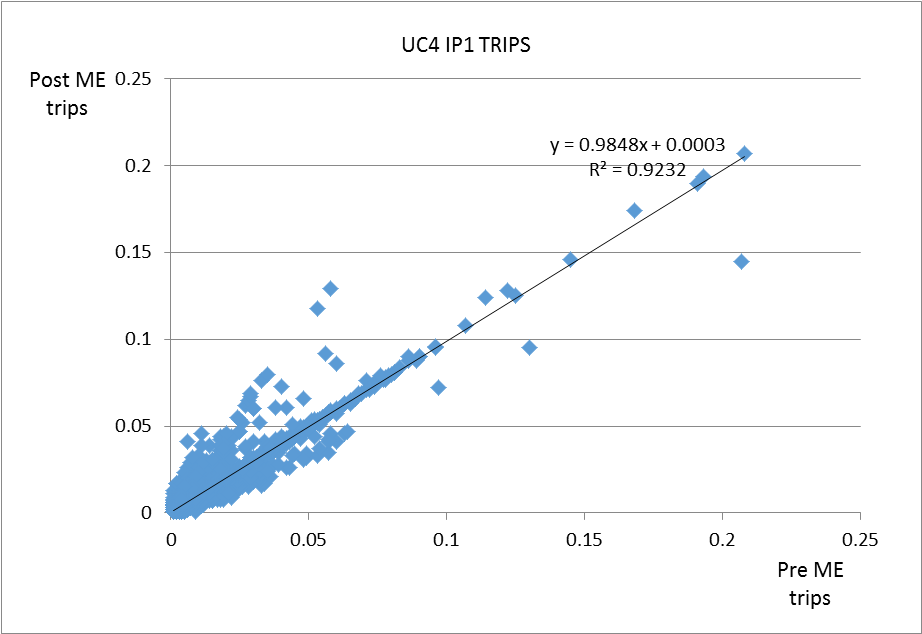 UC4 IP1 TRIPS
Post ME
trips
0.25
0.2
0.15
0.1
0.05
0
y = 0.9848x + 0.0003
R² = 0.9232
0 0.05 0.1 0.15 0.2 0.25
Pre ME
trips